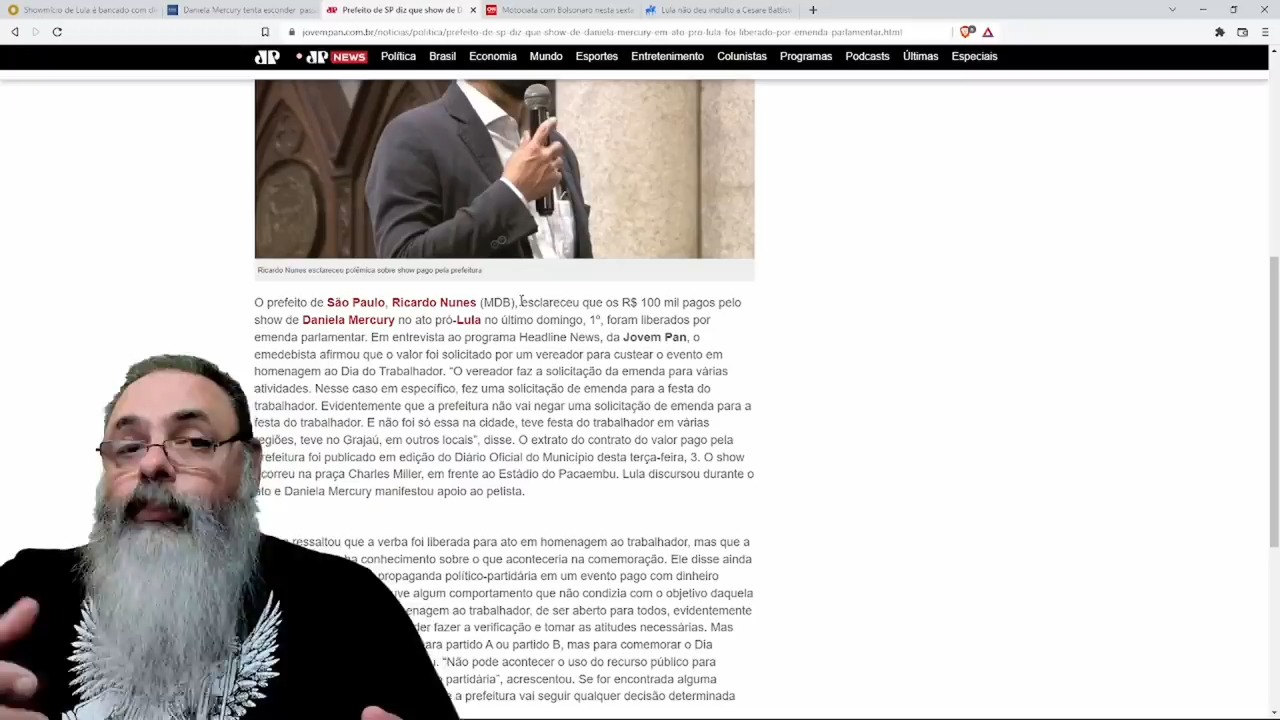 Showmício de Lula é bancado com di
Daniela Mercury tenta esconder pass
Prefeito de SP diz que show de D
Motociata com Bolsonaro nesta sexta
Lula não deu indulto a Cesare Battist
jovempan.com.br/noticias/politica/prefeito-de-sp-diz-que-show-de-daniela-mercury-em-ato-pro-lula-foi-liberado-por-emenda-parlamentar.html
JP
JP NEWS
Política
Brasil
Economia
Mundo
Esportes
Entretenimento
Colunistas
Programas
Podcasts
Últimas
Especiais
Ricardo Nunes esclareceu polêmica sobre show pago pela prefeitura
O prefeito de São Paulo, Ricardo Nunes (MDB), esclareceu que os R$ 100 mil pagos pelo
show de Daniela Mercury no ato pró-Lula no último domingo, 1º, foram liberados por
emenda parlamentar. Em entrevista ao programa Headline News, da Jovem Pan, o
emedebista afirmou que o valor foi solicitado por um vereador para custear o evento em
homenagem ao Dia do Trabalhador. “O vereador faz a solicitação da emenda para várias
atividades. Nesse caso em específico, fez uma solicitação de emenda para a festa do
trabalhador. Evidentemente que a prefeitura não vai negar uma solicitação de emenda para a
festa do trabalhador. E não foi só essa na cidade, teve festa do trabalhador em várias
egiões, teve no Grajaú, em outros locais”, disse. O extrato do contrato do valor pago pela
refeitura foi publicado em edição do Diário Oficial do Município desta terça-feira, 3. O show
correu na praça Charles Miller, em frente ao Estádio do Pacaembu. Lula discursou durante o
ato e Daniela Mercury manifestou apoio ao petista.
ressaltou que a verba foi liberada para ato em homenagem ao trabalhador, mas que a
ha conhecimento sobre o que aconteceria na comemoração. Ele disse ainda
propaganda político-partidária em um evento pago com dinheiro
uve algum comportamento que não condizia com o objetivo daquela
enagem ao trabalhador, de ser aberto para todos, evidentemente
der fazer a verificação e tomar as atitudes necessárias. Mas
ara partido A ou partido B, mas para comemorar o Dia
u. “Não pode acontecer o uso do recurso público para
o partidária”, acrescentou. Se for encontrada alguma
e a prefeitura vai seguir qualquer decisão determinada